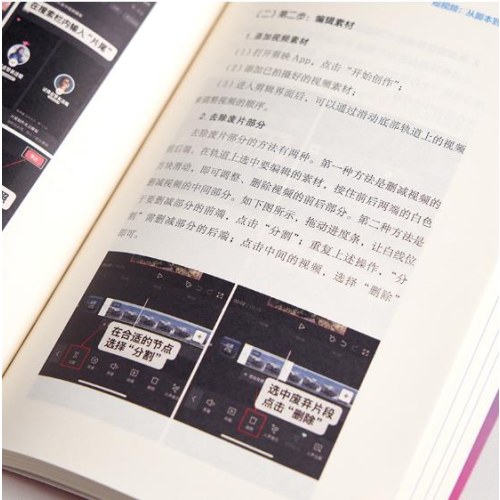 在搜索栏内输入“片尾”
短视频：从脚本
（二）第二步：编辑素材
1. 添加视频素材
（1）打开剪映 App，点击“开始创作”；
（2）添加已拍摄好的视频素材；
（3）进入剪辑界面后，可以通过滑动底部轨道上的视频
来调整视频的顺序。
2. 去除废片部分
去除废片部分的方法有两种。第一种方法是删减视频的
前后端，在轨道上选中要编辑的素材，按住前后两端的白色
方块滑动，即可调整、删除视频的前后部分。第二种方法是
删减视频的中间部分。如下图所示，拖动进度条，让白线位
于要删减部分的前端，点击“分割”；重复上述操作，“分
割”需删减部分的后端；点击中间的视频，选择“删除”
即可。
在合适的节点
选择“分割”
选中废弃片段
点击“删除”